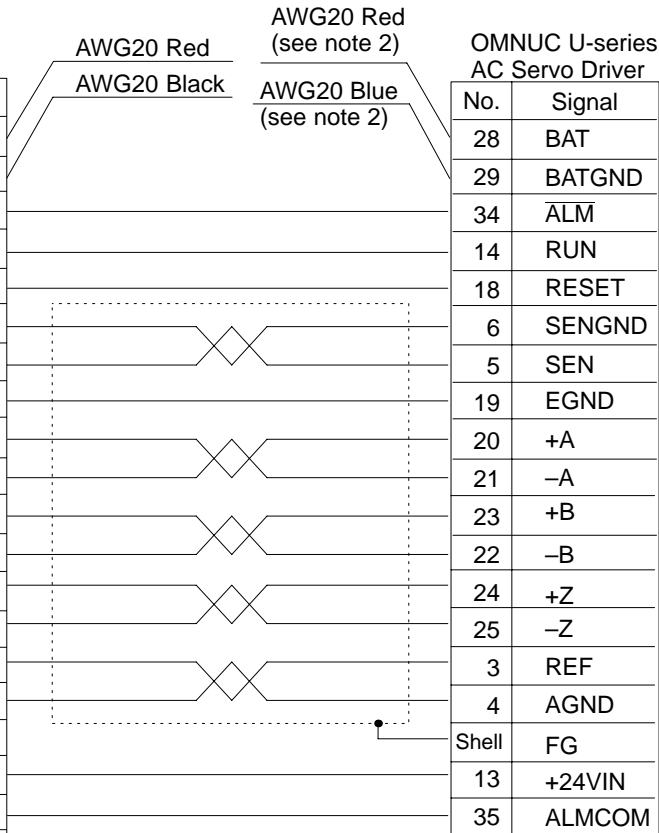 AWG20 Red
AWG20 Black
AWG20 Red
(see note 2)
AWG20 Blue
(see note 2)
OMNUC U-series
AC Servo Driver
No. Signal
28 BAT
29 BATGND
34 A̅L̅M̅
14 RUN
18 RESET
6 SENGND
5 SEN
19 EGND
20 +A
21 –A
23 +B
22 –B
24 +Z
25 –Z
3 REF
4 AGND
Shell FG
13 +24VIN
35 ALMCOM